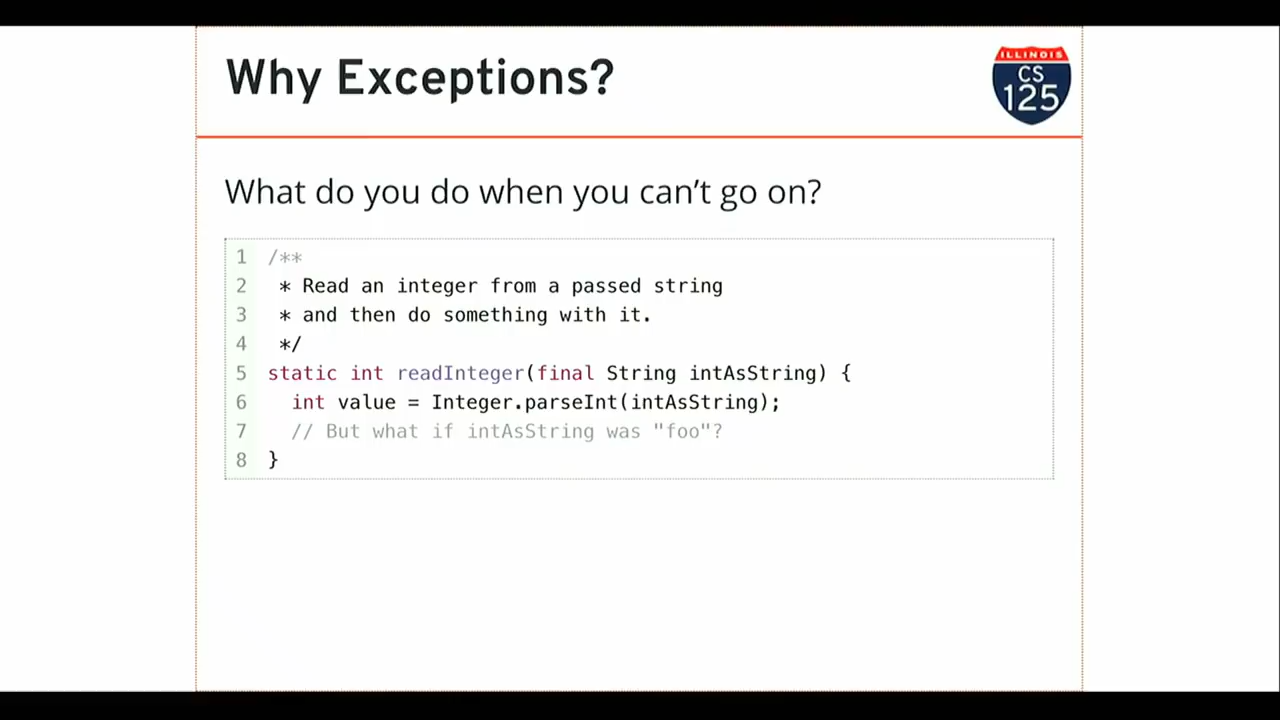 Why Exceptions?
ILLINOIS
CS
125
What do you do when you can't go on?
1 /**
2  * Read an integer from a passed string
3  * and then do something with it.
4  */
5 static int readInteger(final String intAsString) {
6   int value = Integer.parseInt(intAsString);
7   // But what if intAsString was "foo"?
8 }